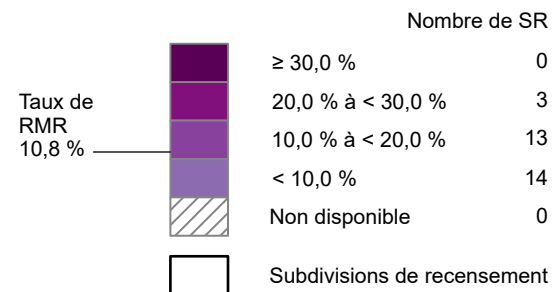 Nombre de SR
≥ 30,0 % 0
20,0 % à < 30,0 % 3
Taux de
RMR
10,8 %
10,0 % à < 20,0 % 13
< 10,0 % 14
Non disponible 0
Subdivisions de recensement